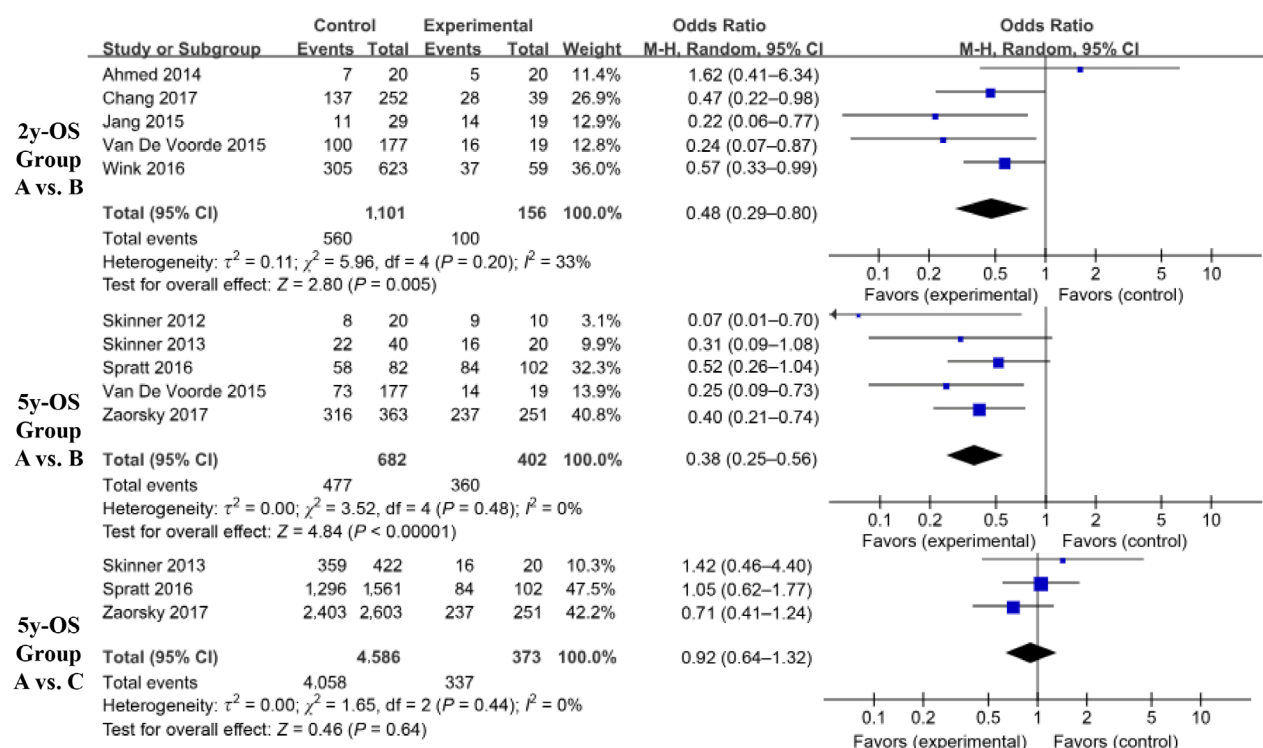 Control Experimental Odds Ratio Odds Ratio
Study or Subgroup Events Total Events Total Weight M-H, Random, 95% CI M-H, Random, 95% CI
2y-OS
Group
A vs. B
Ahmed 2014 7 20 5 20 11.4% 1.62 (0.41–6.34)
Chang 2017 137 252 28 39 26.9% 0.47 (0.22–0.98)
Jang 2015 11 29 14 19 12.9% 0.22 (0.06–0.77)
Van De Voorde 2015 100 177 16 19 12.8% 0.24 (0.07–0.87)
Wink 2016 305 623 37 59 36.0% 0.57 (0.33–0.99)
Total (95% CI) 1,101 156 100.0% 0.48 (0.29–0.80)
Total events 560 100
Heterogeneity: τ² = 0.11; χ² = 5.96, df = 4 (P = 0.20); I² = 33%
Test for overall effect: Z = 2.80 (P = 0.005)
0.1 0.2 0.5 1 2 5 10
Favors (experimental) Favors (control)
5y-OS
Group
A vs. B
Skinner 2012 8 20 9 10 3.1% 0.07 (0.01–0.70)
Skinner 2013 22 40 16 20 9.9% 0.31 (0.09–1.08)
Spratt 2016 58 82 84 102 32.3% 0.52 (0.26–1.04)
Van De Voorde 2015 73 177 14 19 13.9% 0.25 (0.09–0.73)
Zaorsky 2017 316 363 237 251 40.8% 0.40 (0.21–0.74)
Total (95% CI) 682 402 100.0% 0.38 (0.25–0.56)
Total events 477 360
Heterogeneity: τ² = 0.00; χ² = 3.52, df = 4 (P = 0.48); I² = 0%
Test for overall effect: Z = 4.84 (P < 0.00001)
0.1 0.2 0.5 1 2 5 10
Favors (experimental) Favors (control)
5y-OS
Group
A vs. C
Skinner 2013 359 422 16 20 10.3% 1.42 (0.46–4.40)
Spratt 2016 1,296 1,561 84 102 47.5% 1.05 (0.62–1.77)
Zaorsky 2017 2,403 2,603 237 251 42.2% 0.71 (0.41–1.24)
Total (95% CI) 4.586 373 100.0% 0.92 (0.64–1.32)
Total events 4,058 337
Heterogeneity: τ² = 0.00; χ² = 1.65, df = 2 (P = 0.44); I² = 0%
Test for overall effect: Z = 0.46 (P = 0.64)
0.1 0.2 0.5 1 2 5 10
Favors (experimental) Favors (control)